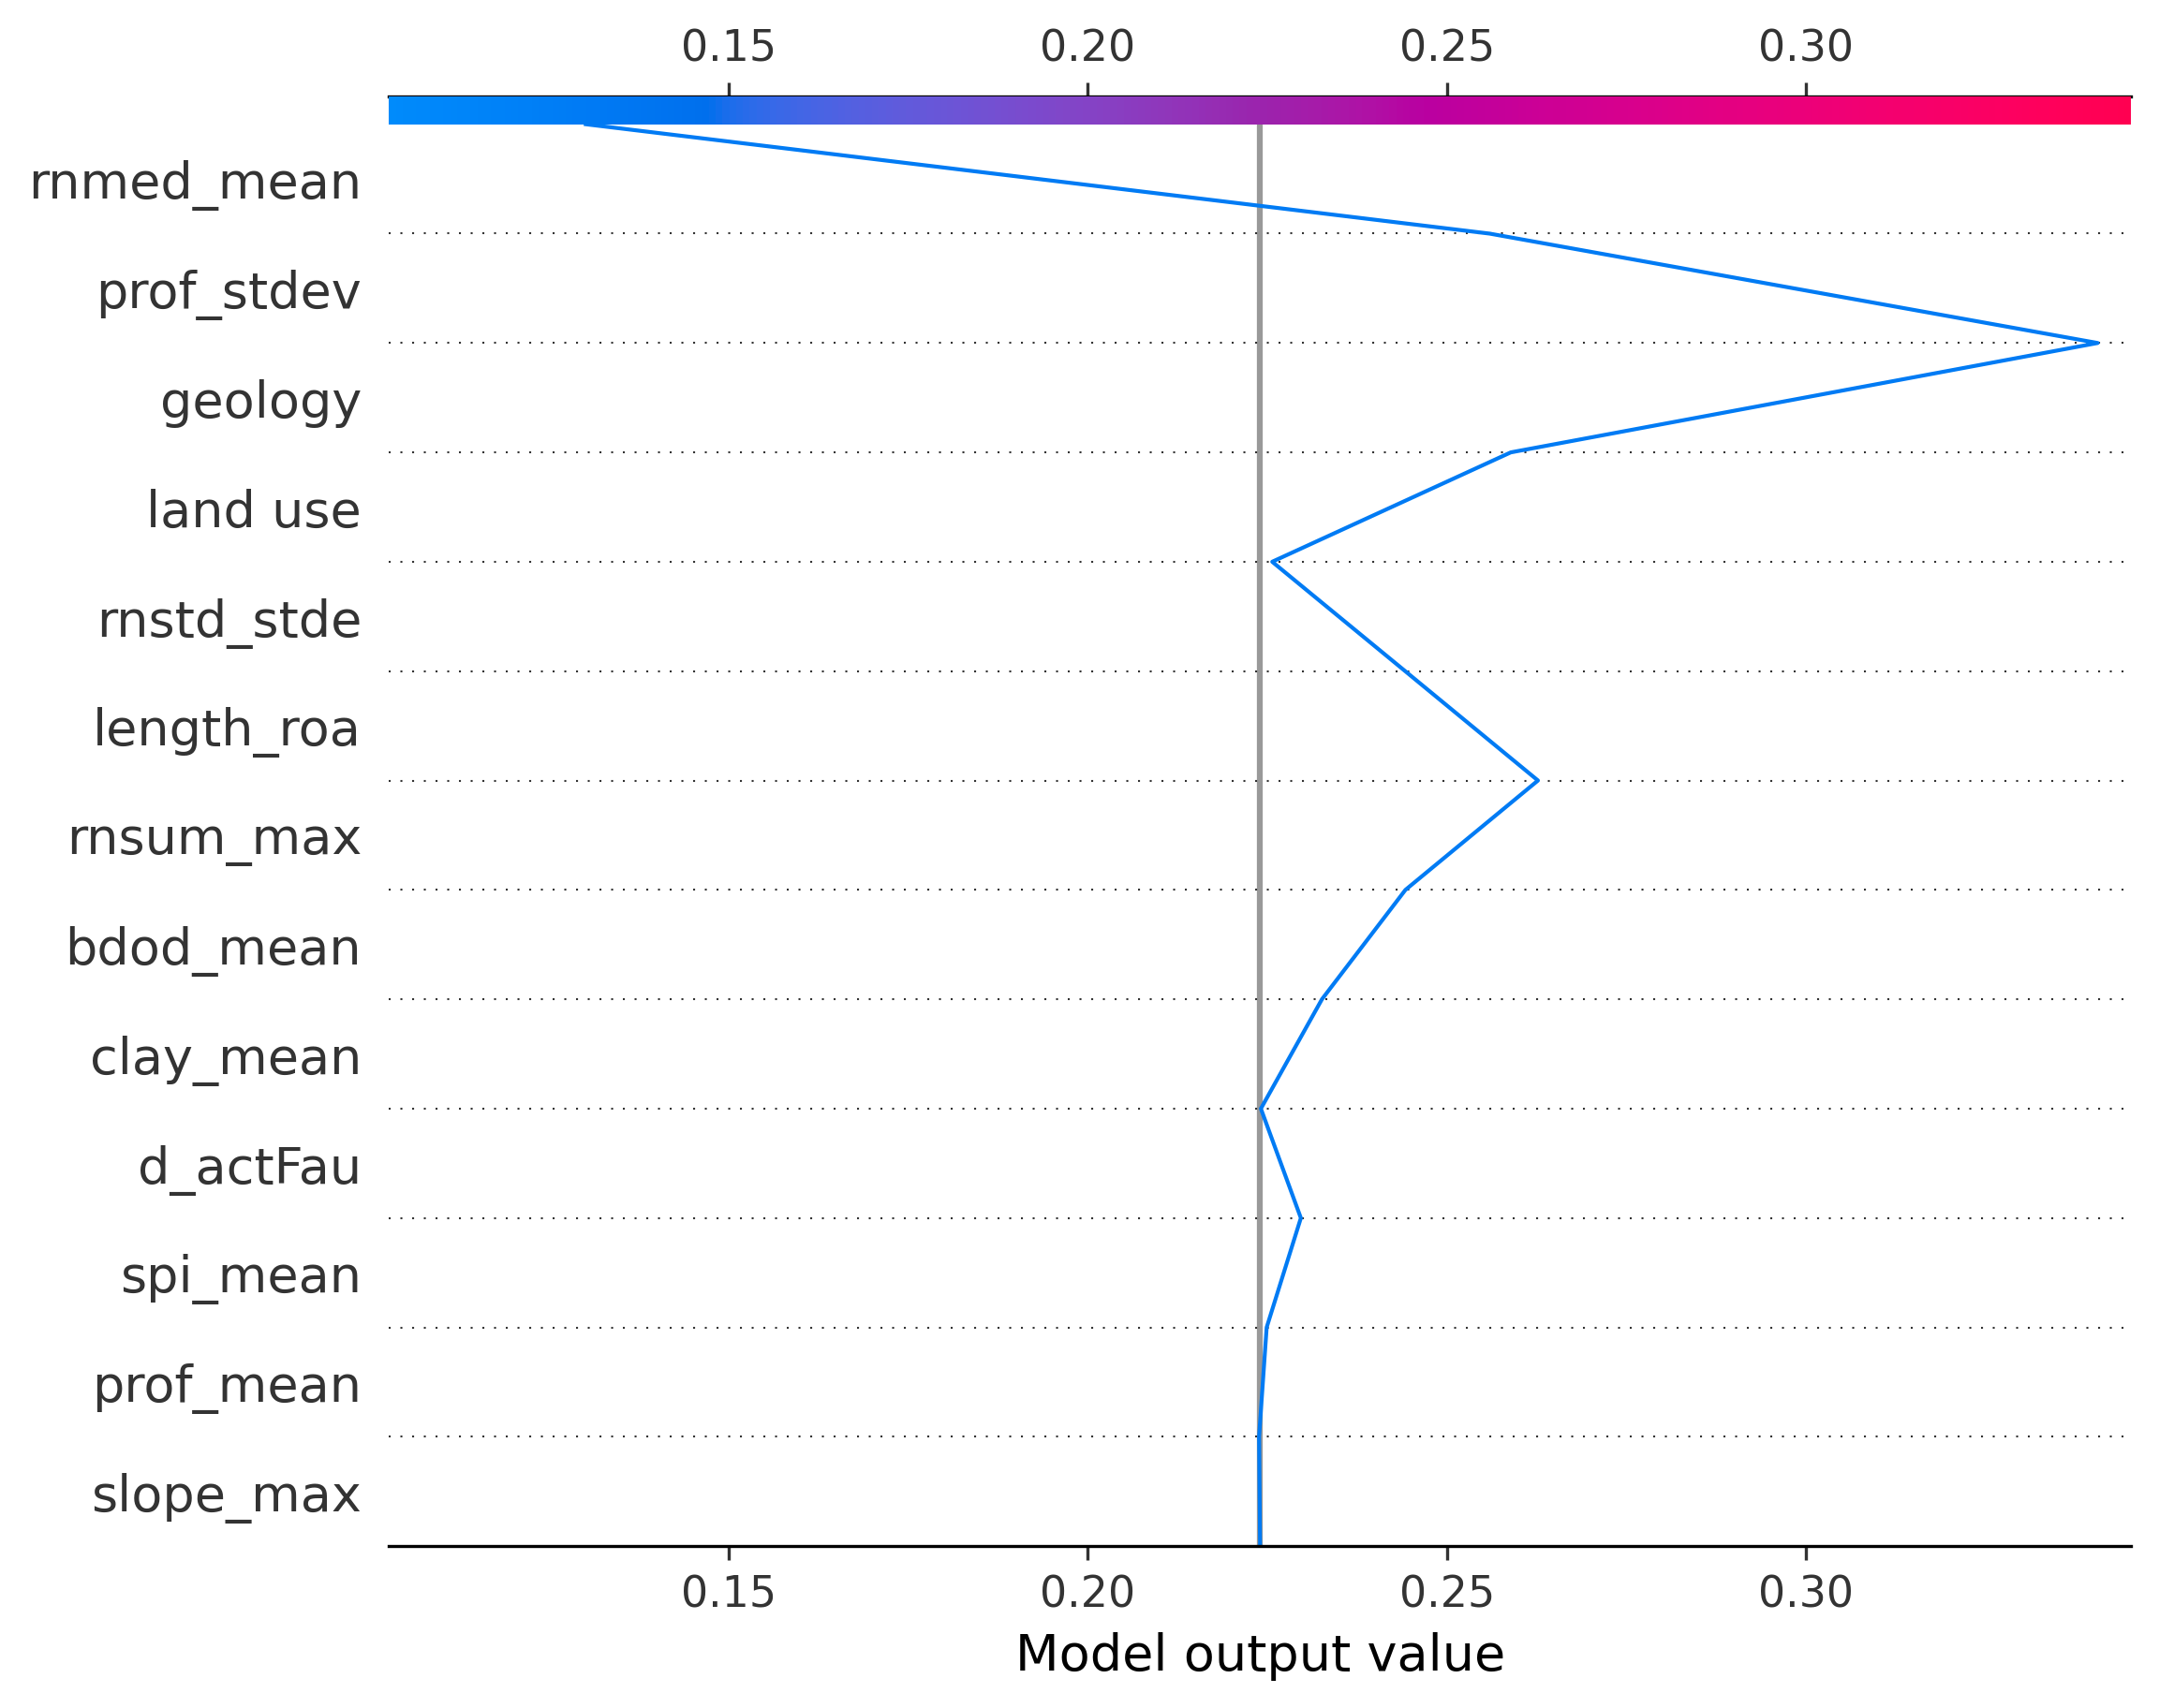 0.15 0.20 0.25 0.30
rnmed_mean
prof_stdev
geology
land use
rnstd_stde
length_roa
rnsum_max
bdod_mean
clay_mean
d_actFau
spi_mean
prof_mean
slope_max
0.15 0.20 0.25 0.30
Model output value